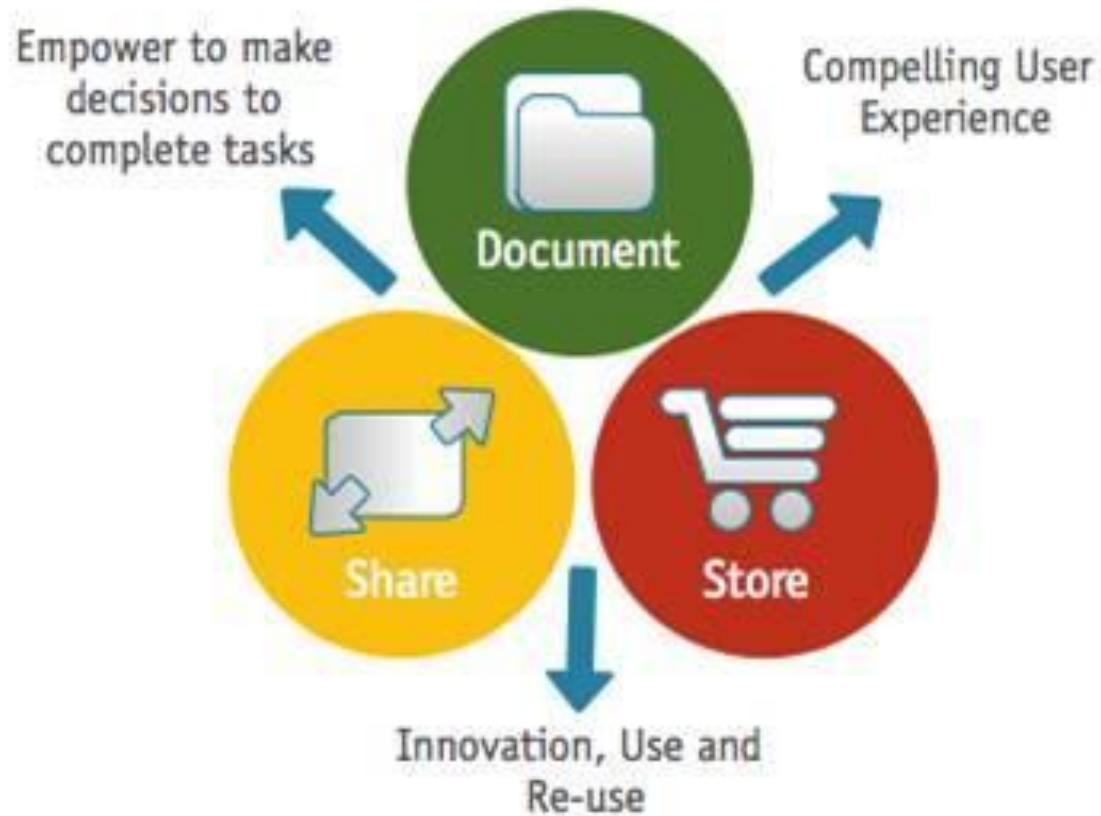 Empower to make
decisions to
complete tasks
Compelling User
Experience
Document
Share
Store
Innovation, Use and
Re-use